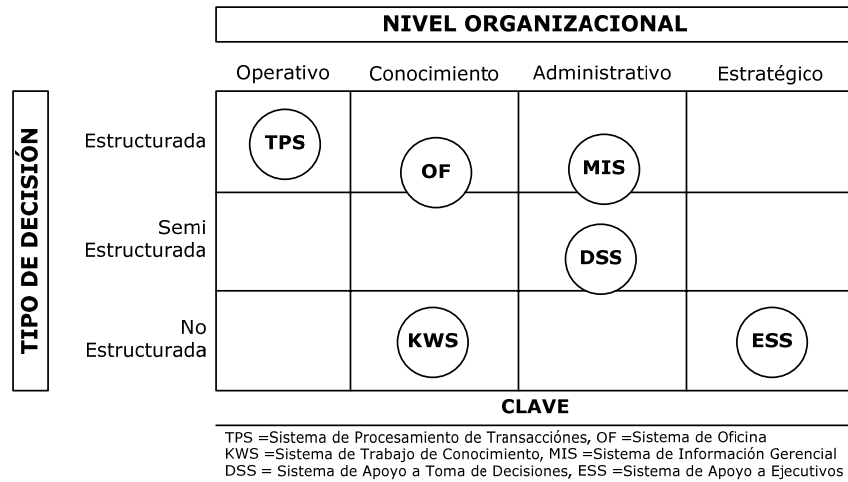 NIVEL ORGANIZACIONAL
Operativo Conocimiento Administrativo Estratégico
TIPO DE DECISIÓN
Estructurada
TPS OF MIS
Semi
Estructurada
DSS
No
Estructurada
KWS ESS
CLAVE
TPS =Sistema de Procesamiento de Transacciónes, OF =Sistema de Oficina
KWS =Sistema de Trabajo de Conocimiento, MIS =Sistema de Información Gerencial
DSS = Sistema de Apoyo a Toma de Decisiones, ESS =Sistema de Apoyo a Ejecutivos